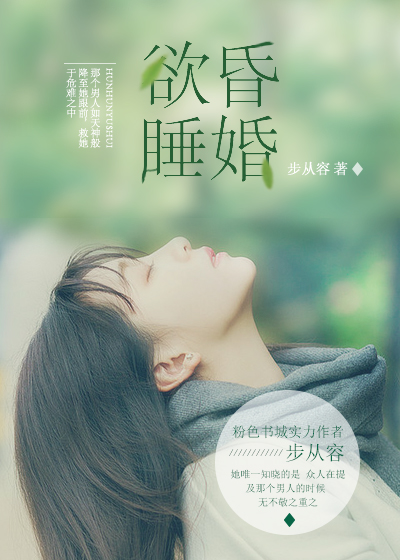 昏婚
欲睡
HUNHUNYUSHUI
那个男人如天神般
降至她跟前，救她
于危难之中
步从容 著
粉色书城实力作者
步从容
她唯一知晓的是 众人在提
及那个男人的时候
无不敬之重之